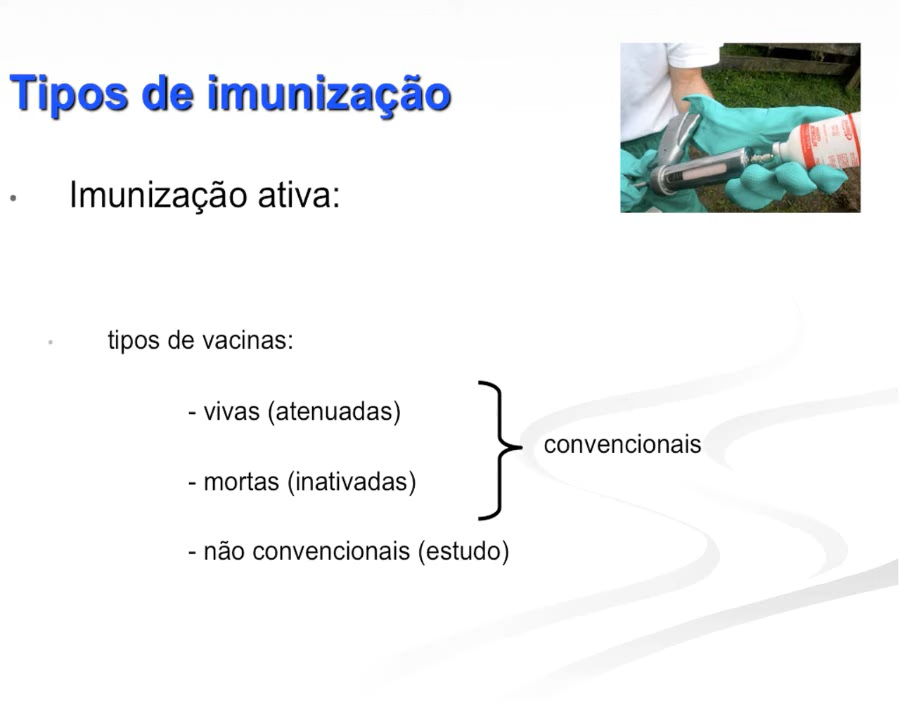 Tipos de imunização
• Imunização ativa:
• tipos de vacinas:
- vivas (atenuadas)
convencionais
- mortas (inativadas)
- não convencionais (estudo)